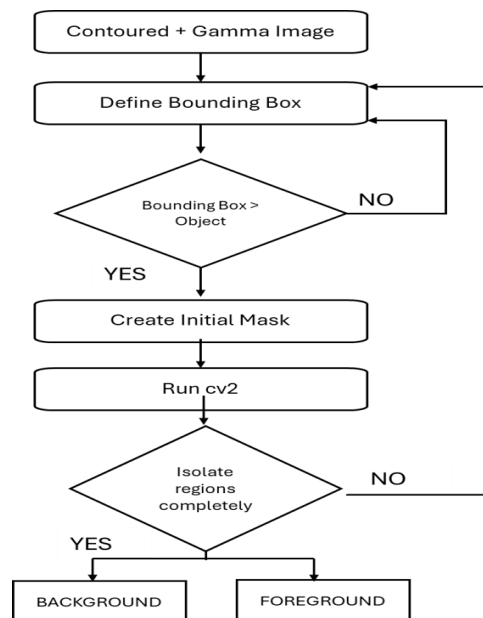 Contoured + Gamma Image
Define Bounding Box
Bounding Box >
Object
NO
YES
Create Initial Mask
Run cv2
Isolate
regions
completely
NO
YES
BACKGROUND
FOREGROUND